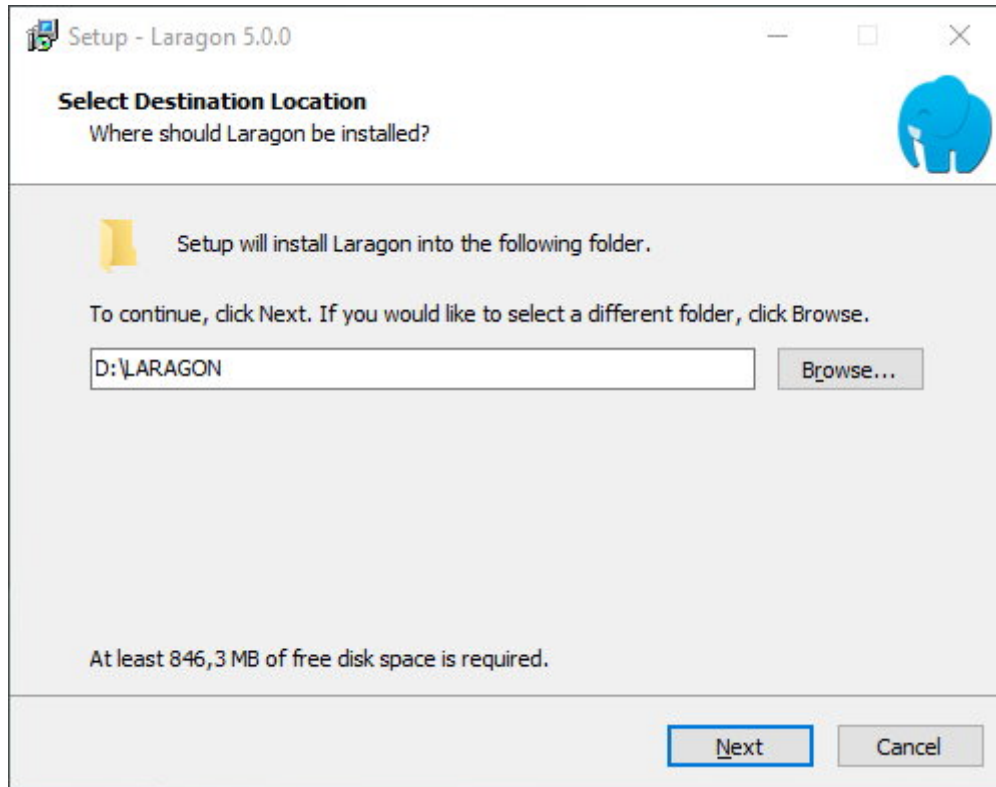 Setup - Laragon 5.0.0
Select Destination Location
Where should Laragon be installed?
Setup will install Laragon into the following folder.
To continue, click Next. If you would like to select a different folder, click Browse.
D:\LARAGON
Browse...
At least 846,3 MB of free disk space is required.
Next
Cancel